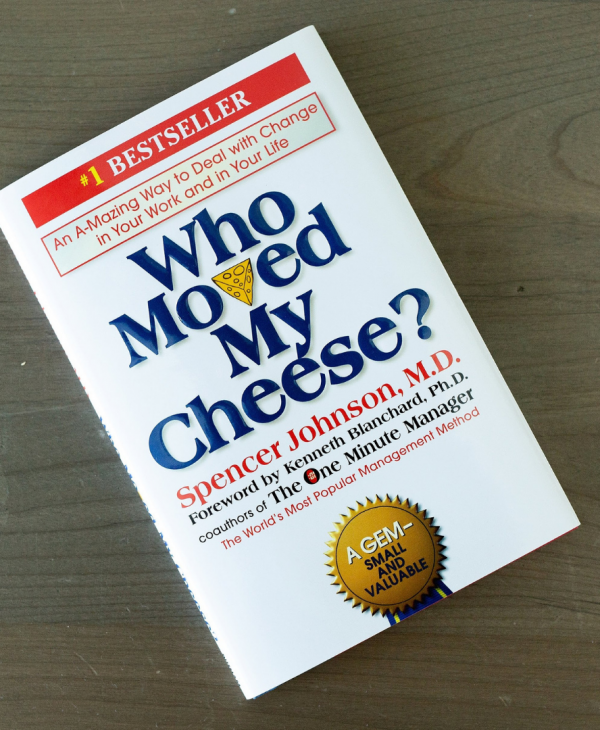 #1 BESTSELLER
An A-Mazing Way to Deal with Change
in Your Work and in Your Life
Who
Moved
My
Cheese?
Spencer Johnson, M.D.
Foreword by Kenneth Blanchard, Ph.D.
coauthors of The One Minute Manager
The World's Most Popular Management Method
A GEM–
SMALL
AND
VALUABLE